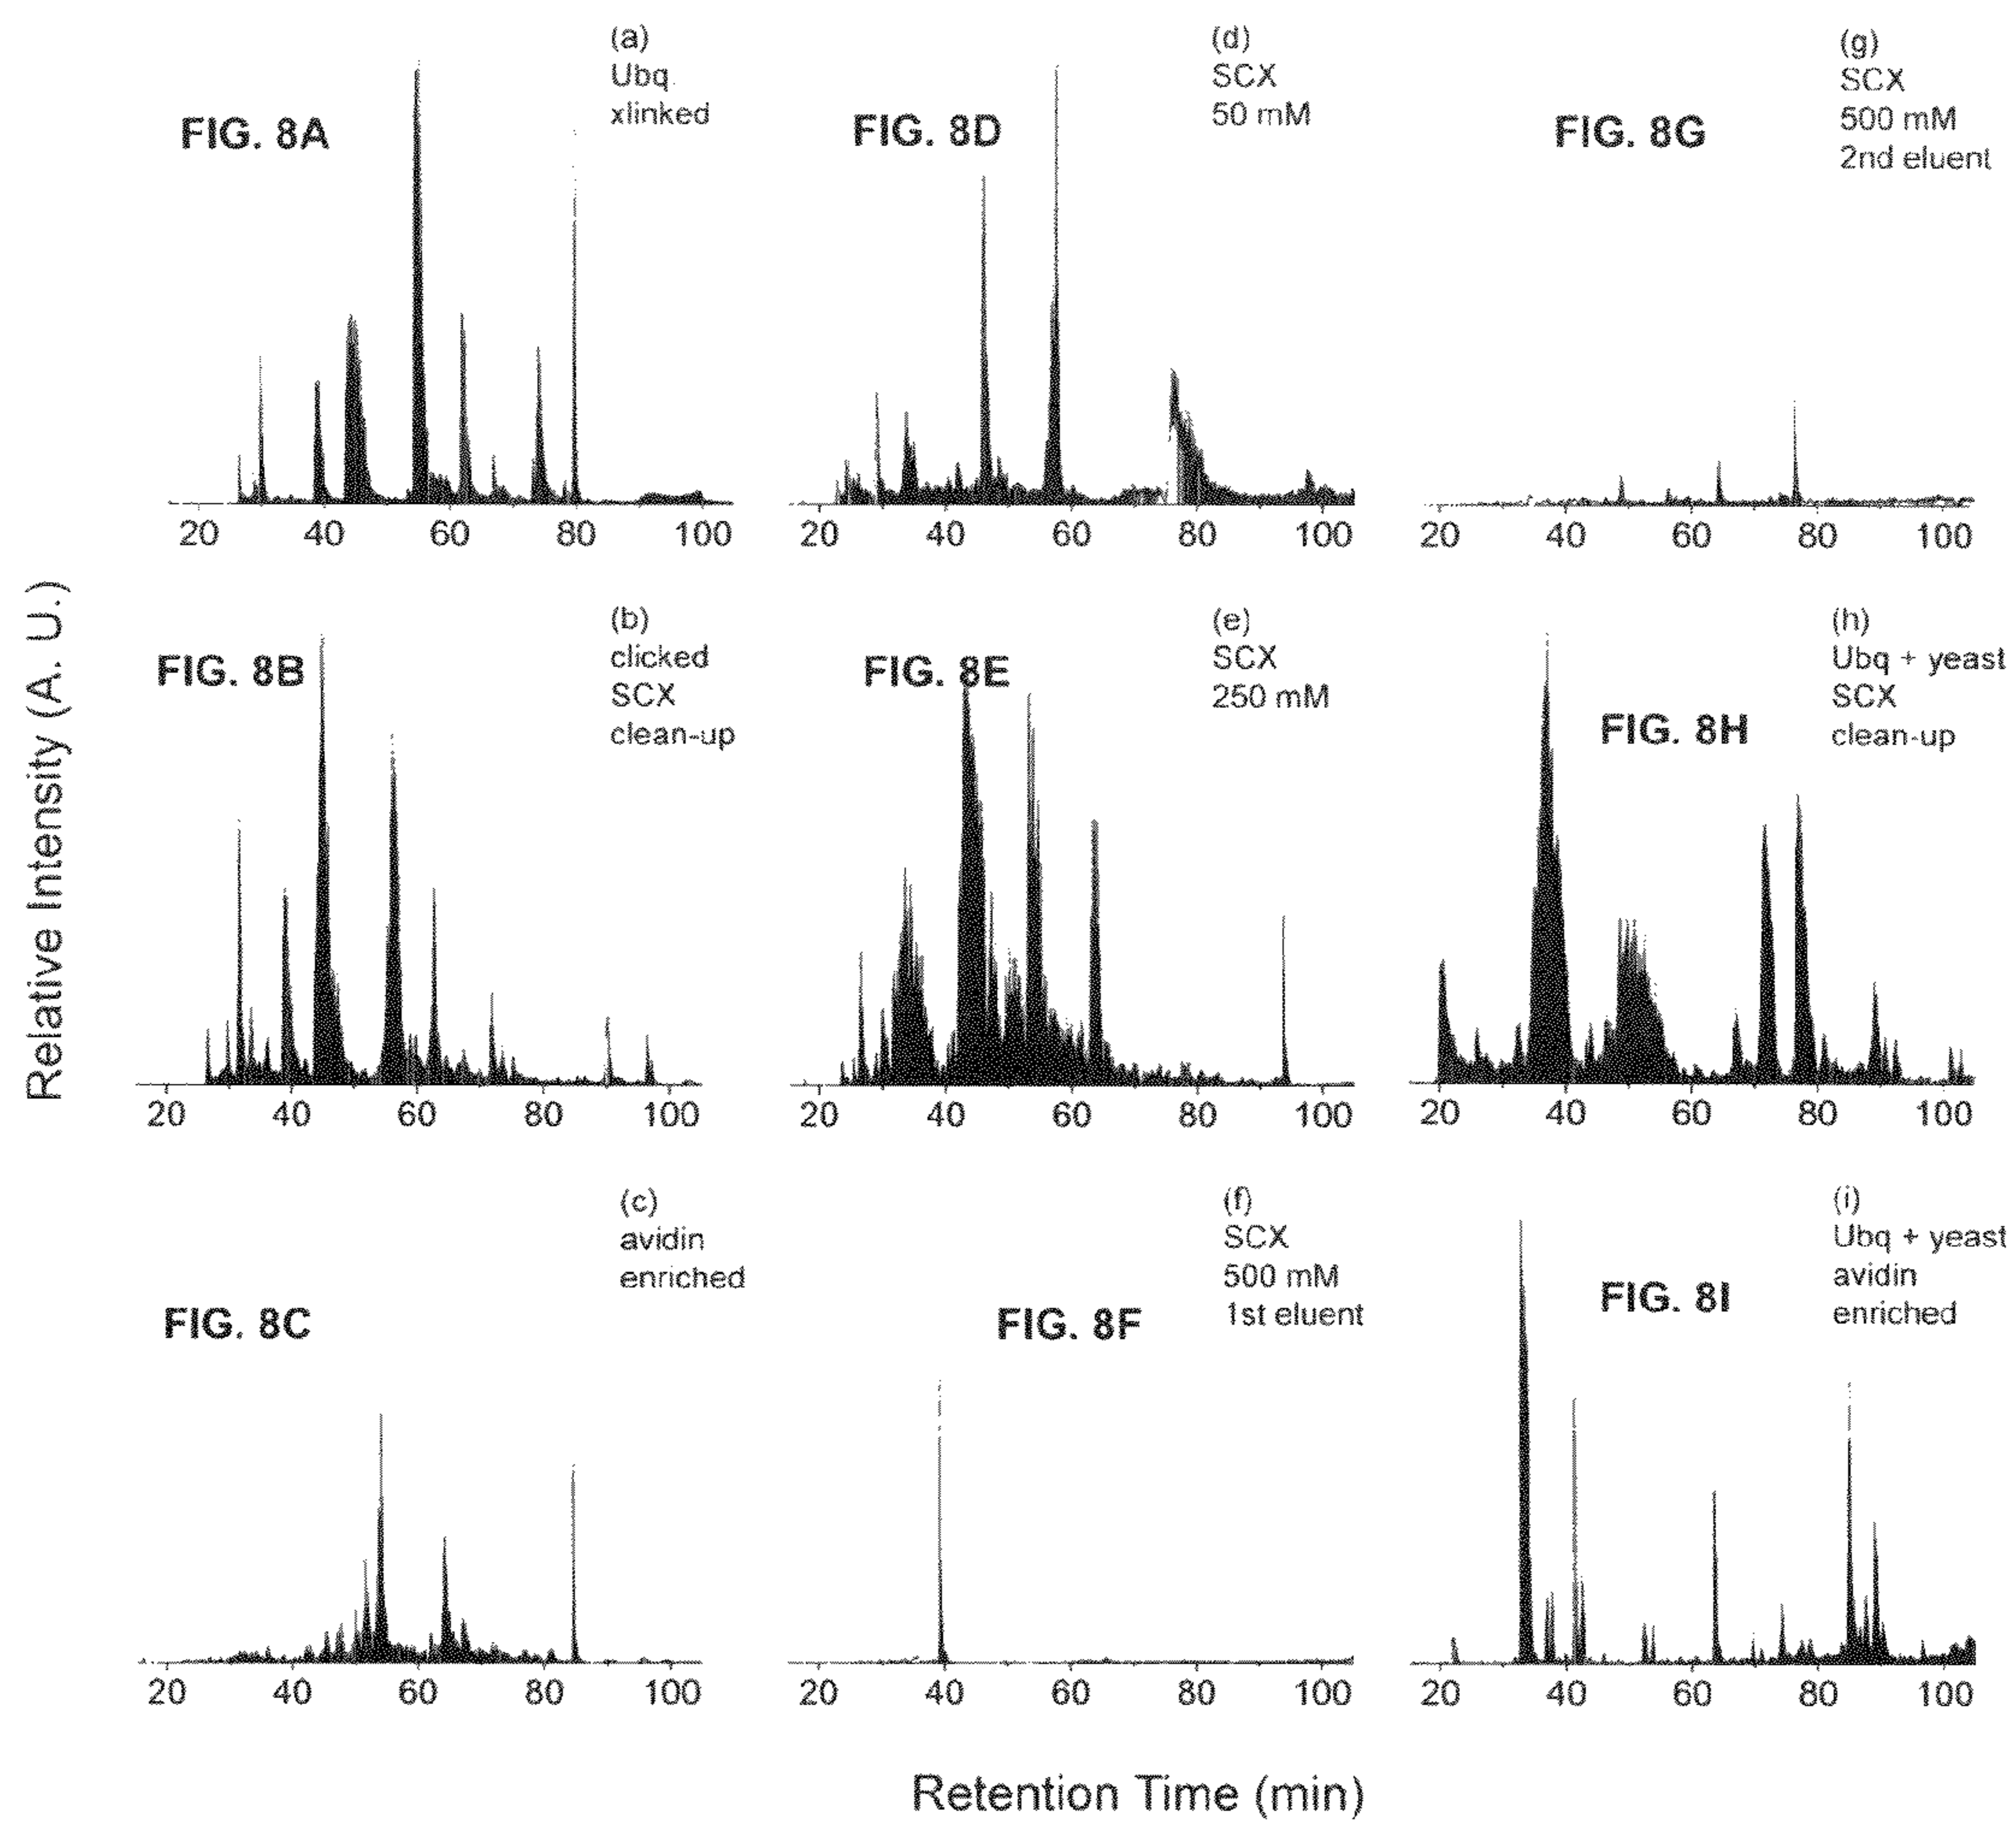 (a)
Ubq
xlinked
FIG. 8A
20 40 60 80 100
(d)
SCX
50 mM
FIG. 8D
20 40 60 80 100
(g)
SCX
500 mM
2nd eluent
FIG. 8G
20 40 60 80 100
Relative Intensity (A. U.)
(b)
clicked
SCX
clean-up
FIG. 8B
20 40 60 80 100
(e)
SCX
250 mM
FIG. 8E
20 40 60 80 100
(h)
Ubq + yeast
SCX
clean-up
FIG. 8H
20 40 60 80 100
(c)
avidin
enriched
FIG. 8C
20 40 60 80 100
(f)
SCX
500 mM
1st eluent
FIG. 8F
20 40 60 80 100
(i)
Ubq + yeast
avidin
enriched
FIG. 8I
20 40 60 80 100
Retention Time (min)